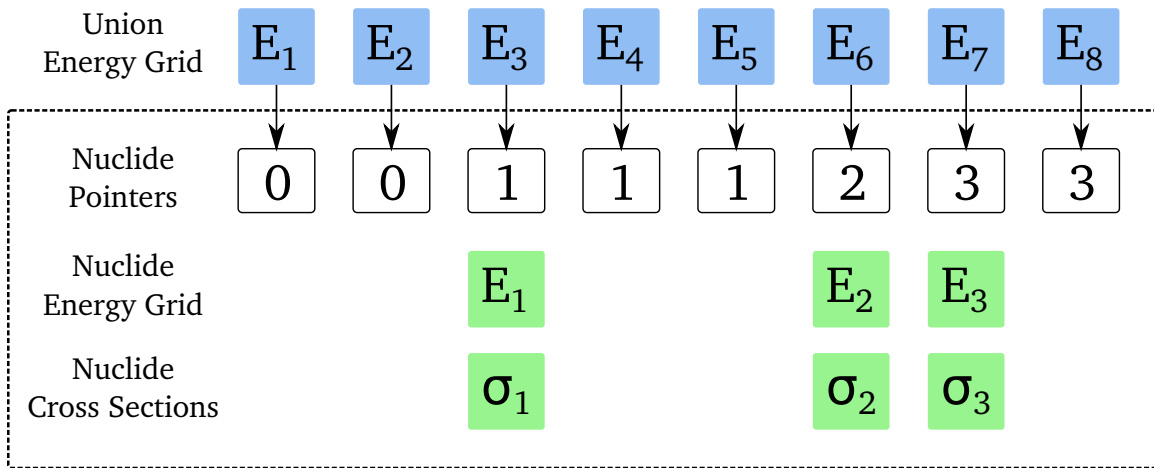 Union
Energy Grid
E₁ E₂ E₃ E₄ E₅ E₆ E₇ E₈
Nuclide
Pointers
0 0 1 1 1 2 3 3
Nuclide
Energy Grid
E₁ E₂ E₃
Nuclide
Cross Sections
σ₁ σ₂ σ₃